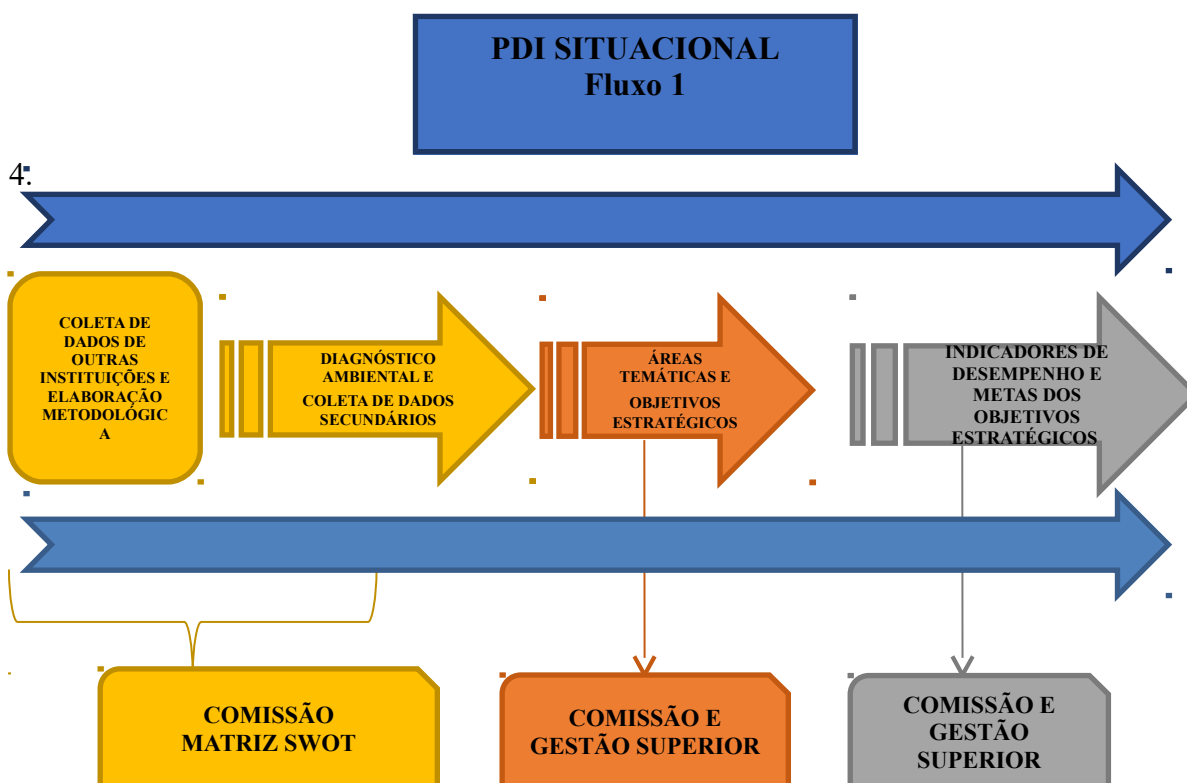 PDI SITUACIONAL
Fluxo 1
4.
COLETA DE
DADOS DE
OUTRAS
INSTITUIÇÕES E
ELABORAÇÃO
METODOLÓGIC
A
DIAGNÓSTICO
AMBIENTAL E
COLETA DE DADOS
SECUNDÁRIOS
ÁREAS
TEMÁTICAS E
OBJETIVOS
ESTRATÉGICOS
INDICADORES DE
DESEMPENHO E
METAS DOS
OBJETIVOS
ESTRATÉGICOS
COMISSÃO
MATRIZ SWOT
COMISSÃO E
GESTÃO SUPERIOR
COMISSÃO E
GESTÃO
SUPERIOR